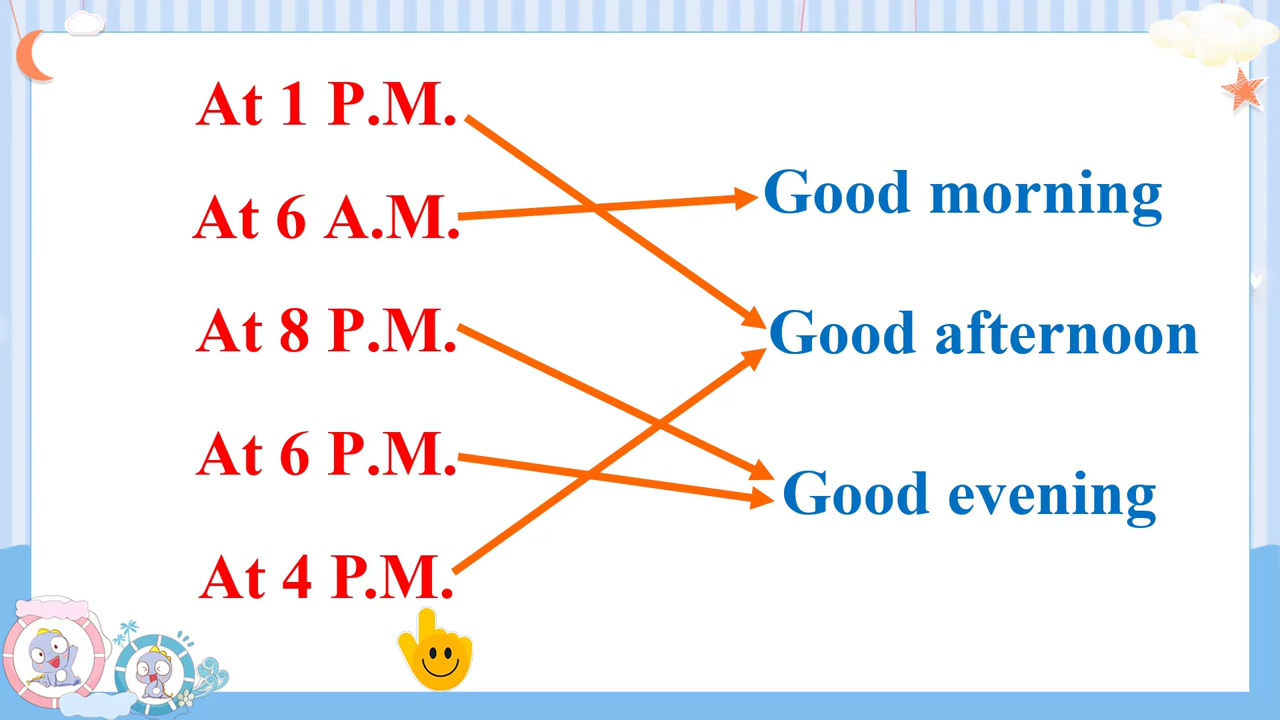 At 1 P.M.
At 6 A.M.
At 8 P.M.
At 6 P.M.
At 4 P.M.
Good morning
Good afternoon
Good evening